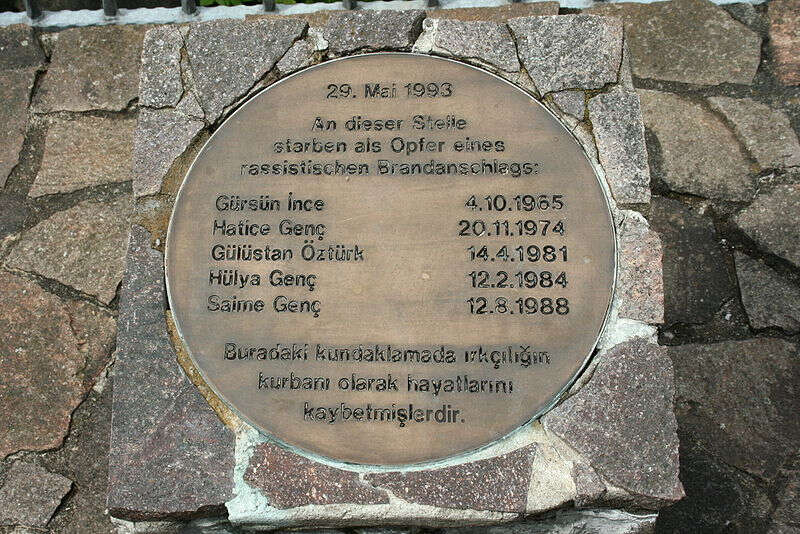 29. Mai 1993
An dieser Stelle
starben als Opfer eines
rassistischen Brandanschlags:
Gürsün İnce 4.10.1965
Hatice Genç 20.11.1974
Gülüstan Öztürk 14.4.1981
Hülya Genç 12.2.1984
Saime Genç 12.8.1988
Buradaki kundaklamada ırkçılığın
kurbanı olarak hayatlarını
kaybetmişlerdir.